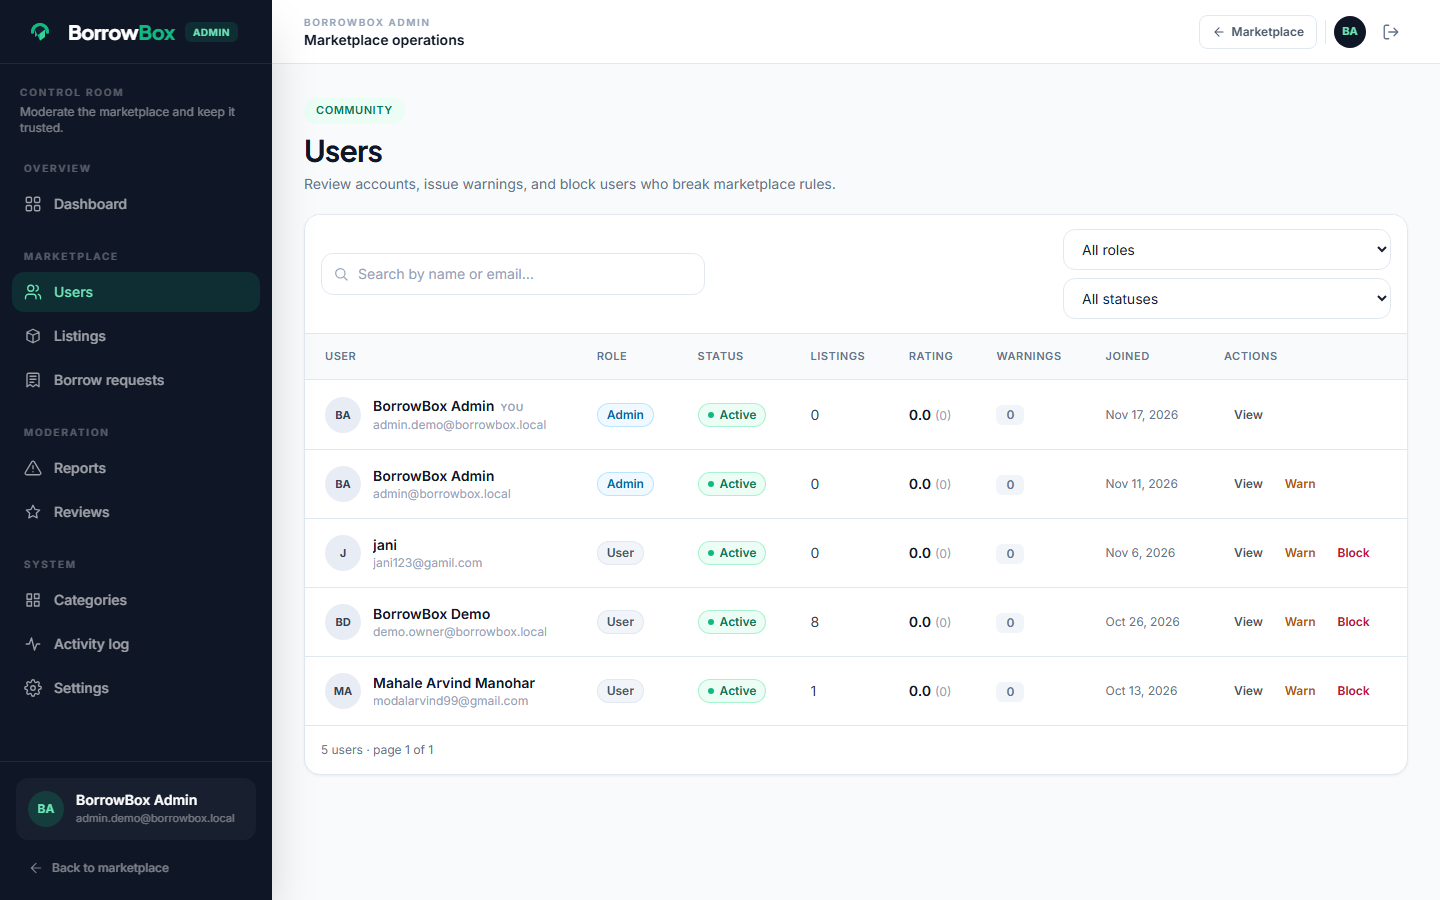 BorrowBox ADMIN
CONTROL ROOM
Moderate the marketplace and keep it
trusted.
OVERVIEW
Dashboard
MARKETPLACE
Users
Listings
Borrow requests
MODERATION
Reports
Reviews
SYSTEM
Categories
Activity log
Settings
BA
BorrowBox Admin
admin.demo@borrowbox.local
Back to marketplace
BORROWBOX ADMIN
Marketplace operations
Marketplace
BA
COMMUNITY
Users
Review accounts, issue warnings, and block users who break marketplace rules.
Search by name or email...
All roles
All statuses
USER ROLE STATUS LISTINGS RATING WARNINGS JOINED ACTIONS
BA BorrowBox Admin YOU Admin Active 0 0.0 (0) 0 Nov 17, 2026 View
admin.demo@borrowbox.local
BA BorrowBox Admin Admin Active 0 0.0 (0) 0 Nov 11, 2026 View Warn
admin@borrowbox.local
J jani User Active 0 0.0 (0) 0 Nov 6, 2026 View Warn Block
jani123@gamil.com
BD BorrowBox Demo User Active 8 0.0 (0) 0 Oct 26, 2026 View Warn Block
demo.owner@borrowbox.local
MA Mahale Arvind Manohar User Active 1 0.0 (0) 0 Oct 13, 2026 View Warn Block
modalarvind99@gmail.com
5 users · page 1 of 1